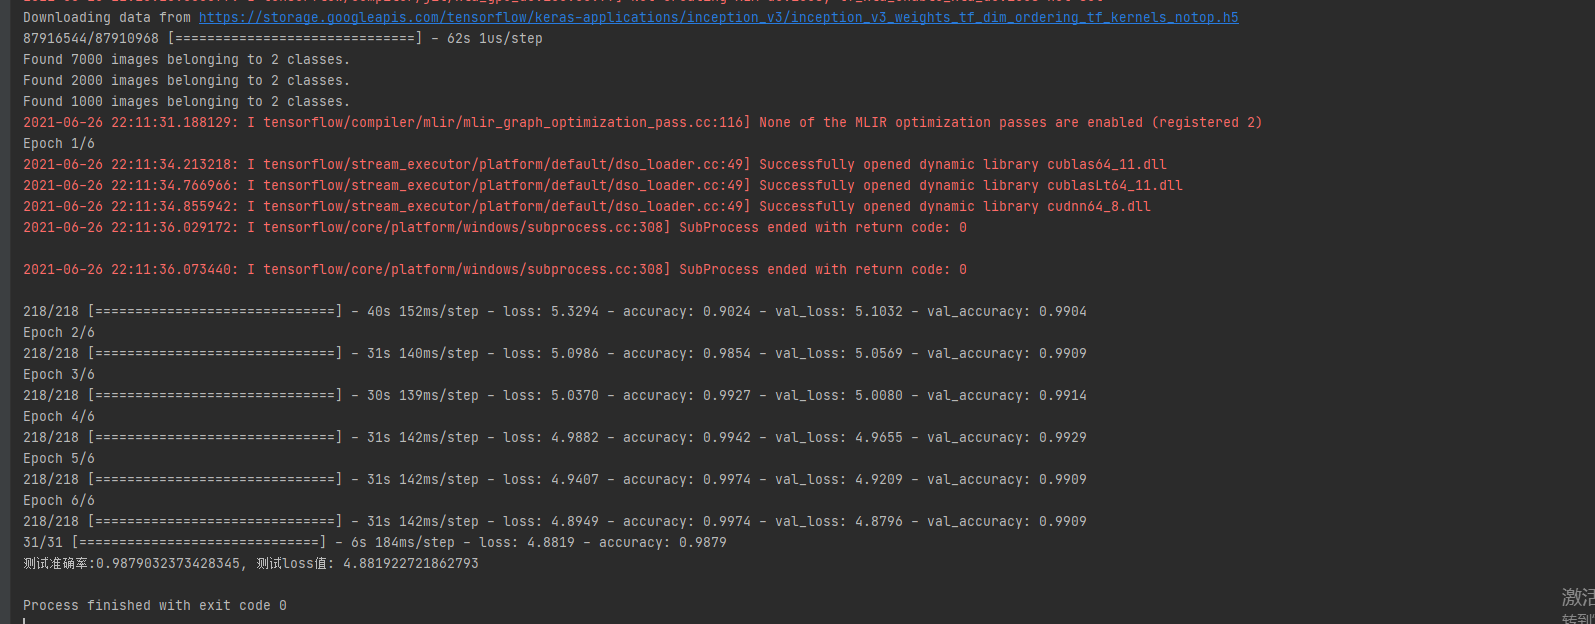 Downloading data from https://storage.googleapis.com/tensorflow/keras-applications/inception_v3/inception_v3_weights_tf_dim_ordering_tf_kernels_notop.h5
87916544/87910968 [==============================] - 62s 1us/step
Found 7000 images belonging to 2 classes.
Found 2000 images belonging to 2 classes.
Found 1000 images belonging to 2 classes.
2021-06-26 22:11:31.188129: I tensorflow/compiler/mlir/mlir_graph_optimization_pass.cc:116] None of the MLIR optimization passes are enabled (registered 2)
Epoch 1/6
2021-06-26 22:11:34.213218: I tensorflow/stream_executor/platform/default/dso_loader.cc:49] Successfully opened dynamic library cublas64_11.dll
2021-06-26 22:11:34.766966: I tensorflow/stream_executor/platform/default/dso_loader.cc:49] Successfully opened dynamic library cublasLt64_11.dll
2021-06-26 22:11:34.855942: I tensorflow/stream_executor/platform/default/dso_loader.cc:49] Successfully opened dynamic library cudnn64_8.dll
2021-06-26 22:11:36.029172: I tensorflow/core/platform/windows/subprocess.cc:308] SubProcess ended with return code: 0
2021-06-26 22:11:36.073440: I tensorflow/core/platform/windows/subprocess.cc:308] SubProcess ended with return code: 0
218/218 [==============================] - 40s 152ms/step - loss: 5.3294 - accuracy: 0.9024 - val_loss: 5.1032 - val_accuracy: 0.9904
Epoch 2/6
218/218 [==============================] - 31s 140ms/step - loss: 5.0986 - accuracy: 0.9854 - val_loss: 5.0569 - val_accuracy: 0.9909
Epoch 3/6
218/218 [==============================] - 30s 139ms/step - loss: 5.0370 - accuracy: 0.9927 - val_loss: 5.0080 - val_accuracy: 0.9914
Epoch 4/6
218/218 [==============================] - 31s 142ms/step - loss: 4.9882 - accuracy: 0.9942 - val_loss: 4.9655 - val_accuracy: 0.9929
Epoch 5/6
218/218 [==============================] - 31s 142ms/step - loss: 4.9407 - accuracy: 0.9974 - val_loss: 4.9209 - val_accuracy: 0.9909
Epoch 6/6
218/218 [==============================] - 31s 142ms/step - loss: 4.8949 - accuracy: 0.9974 - val_loss: 4.8796 - val_accuracy: 0.9909
31/31 [==============================] - 6s 184ms/step - loss: 4.8819 - accuracy: 0.9879
测试准确率:0.9879032373428345, 测试loss值: 4.881922721862793
Process finished with exit code 0
激活
转到